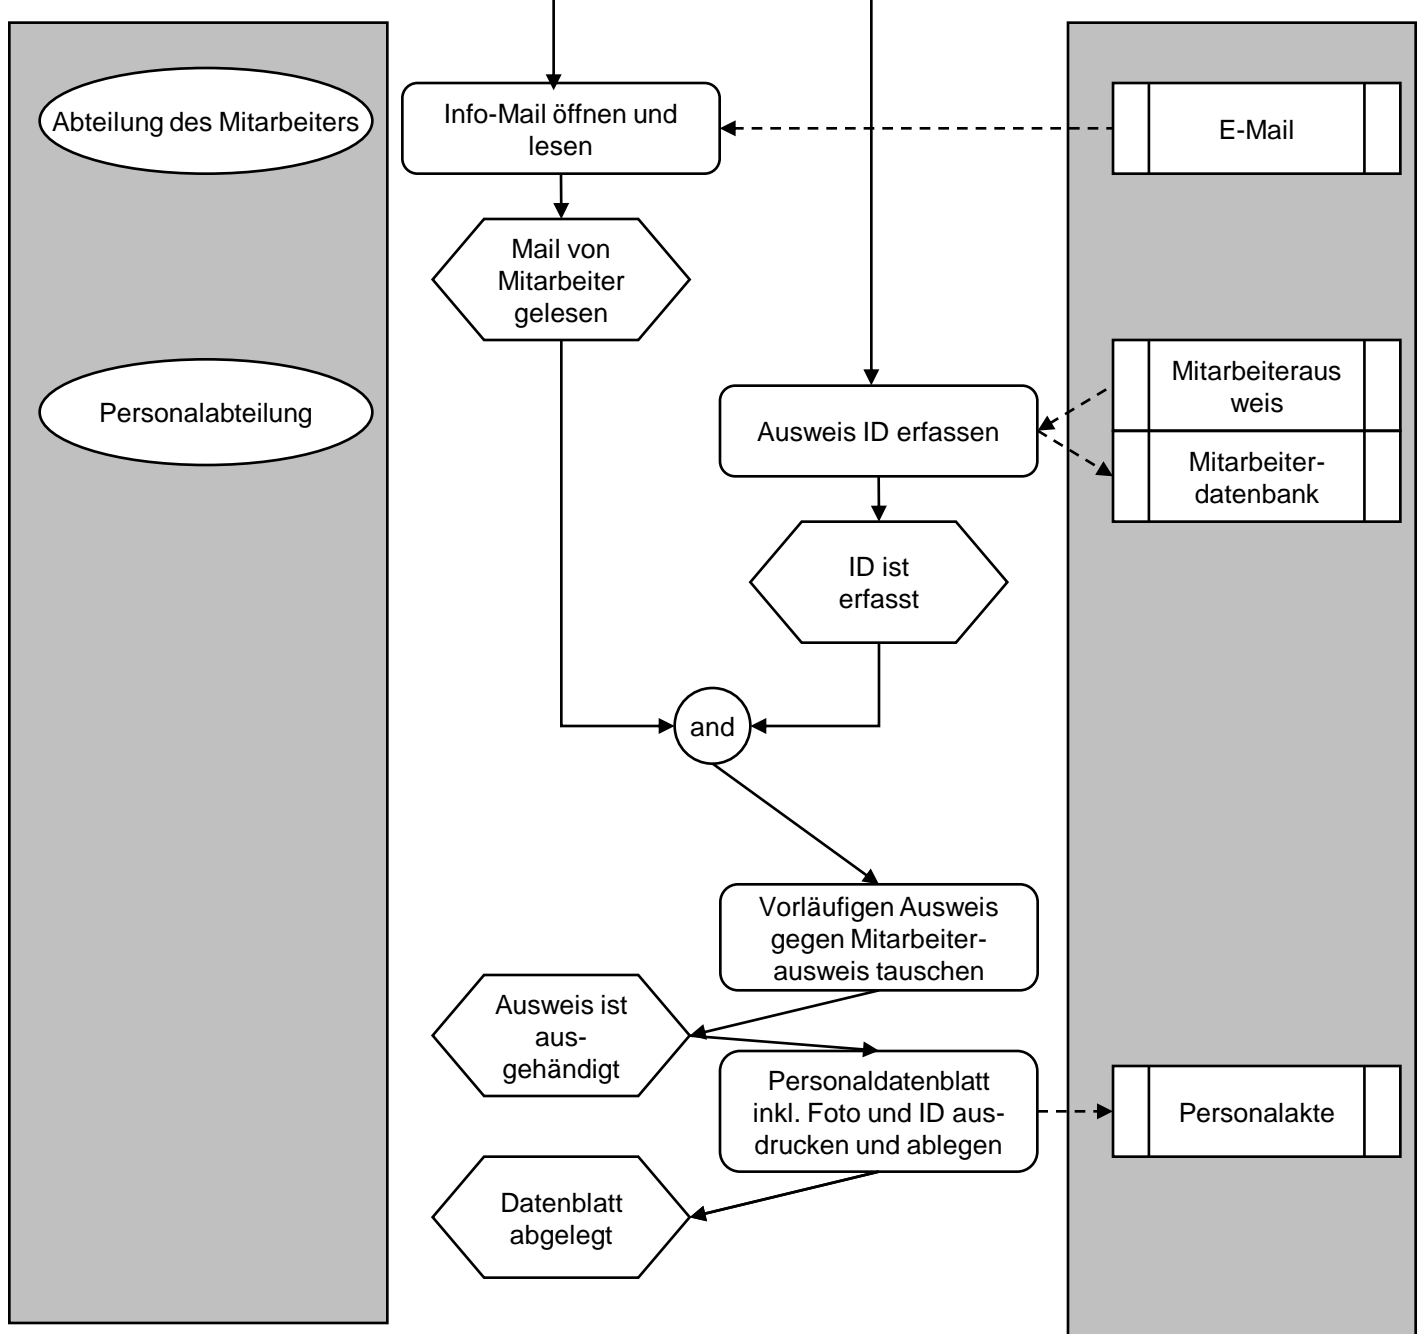 Abteilung des Mitarbeiters
Info-Mail öffnen und
lesen
E-Mail
Mail von
Mitarbeiter
gelesen
Personalabteilung
Ausweis ID erfassen
Mitarbeiteraus
weis
Mitarbeiter-
datenbank
ID ist
erfasst
and
Vorläufigen Ausweis
gegen Mitarbeiter-
ausweis tauschen
Ausweis ist
aus-
gehändigt
Personaldatenblatt
inkl. Foto und ID aus-
drucken und ablegen
Personalakte
Datenblatt
abgelegt